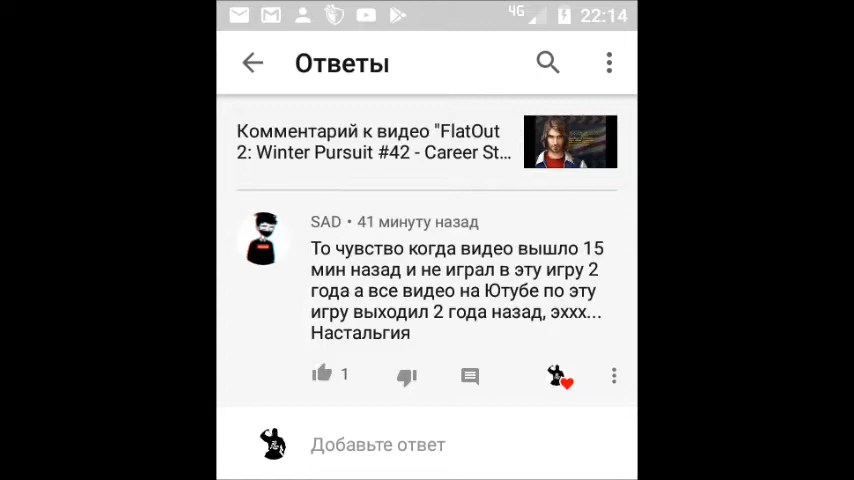 4G 22:14
Ответы
Комментарий к видео "FlatOut
2: Winter Pursuit #42 - Career St...
SAD • 41 минуту назад
То чувство когда видео вышло 15
мин назад и не играл в эту игру 2
года а все видео на Ютубе по эту
игру выходил 2 года назад, эххх...
Настальгия
1
Добавьте ответ